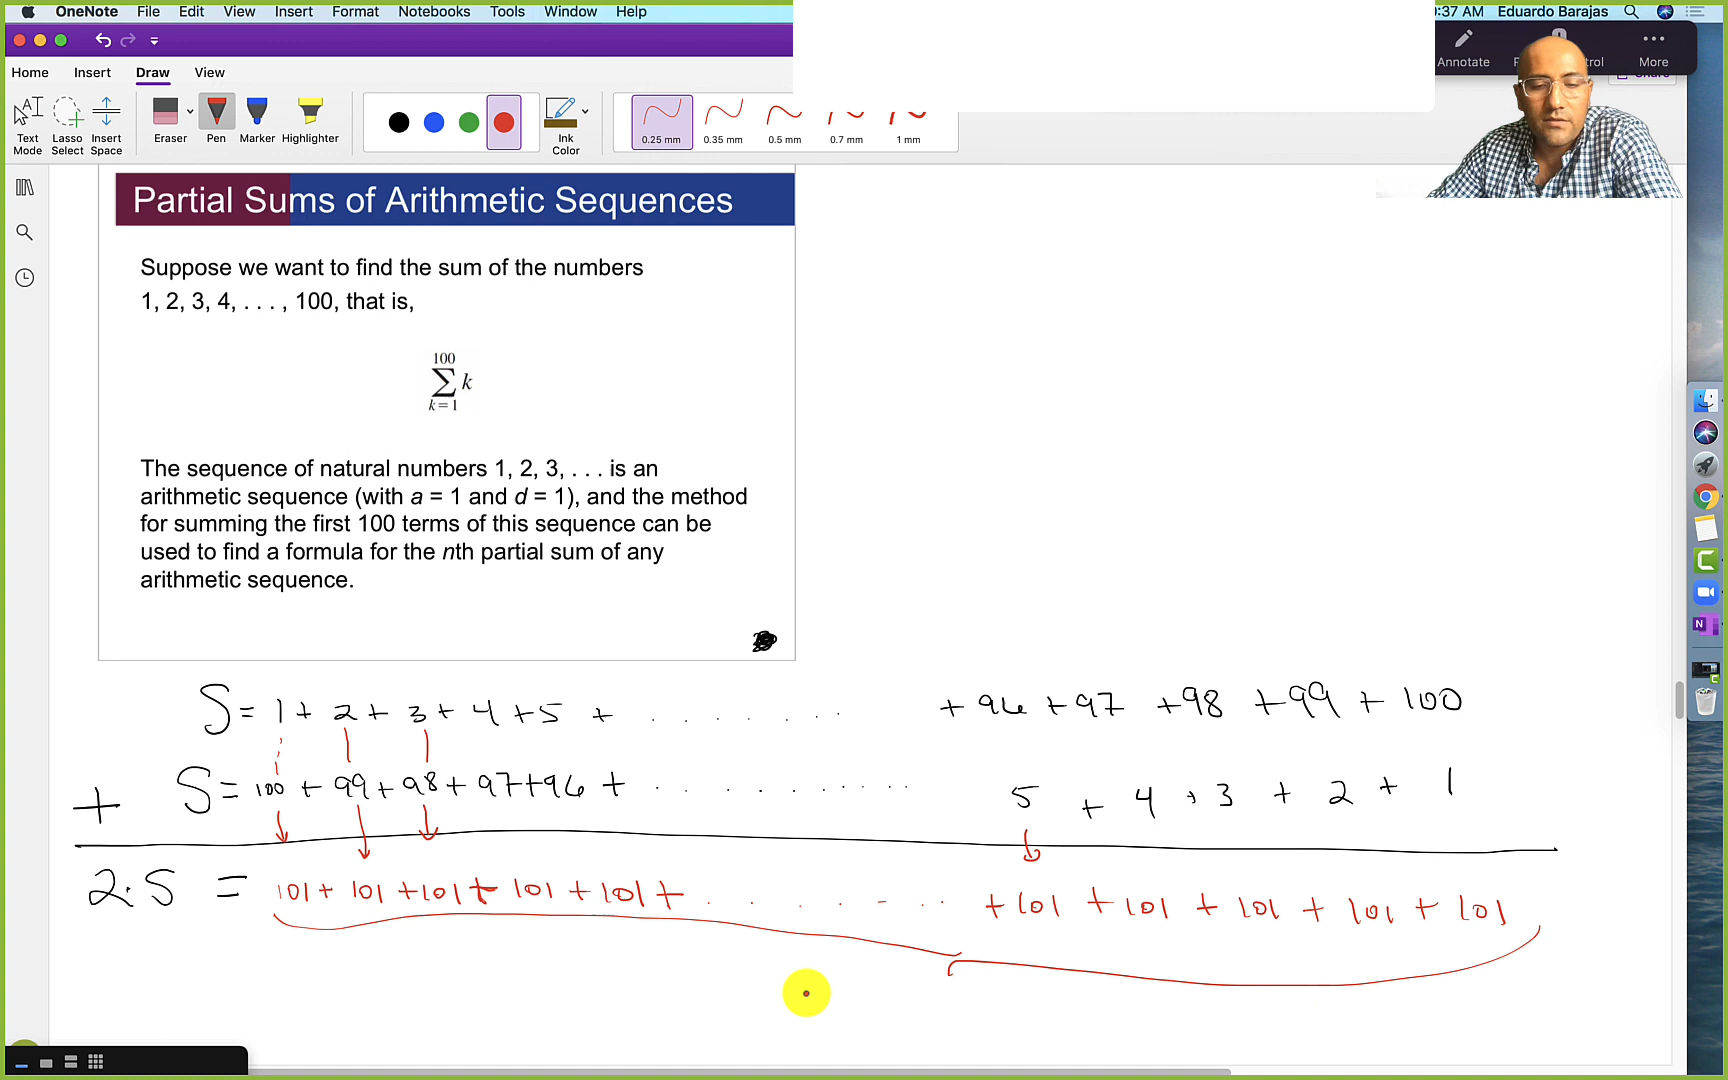 OneNote File Edit View Insert Format Notebooks Tools Window Help
:37 AM Eduardo Barajas
Annotate
More
Home Insert Draw View
Share
Text Mode
Lasso Select
Insert Space
Eraser
Pen
Marker
Highlighter
Ink Color
0.25 mm 0.35 mm 0.5 mm 0.7 mm 1 mm
Partial Sums of Arithmetic Sequences
Suppose we want to find the sum of the numbers
1, 2, 3, 4, . . . , 100, that is,
100
∑ k
k=1
The sequence of natural numbers 1, 2, 3, . . . is an
arithmetic sequence (with a = 1 and d = 1), and the method
for summing the first 100 terms of this sequence can be
used to find a formula for the nth partial sum of any
arithmetic sequence.
S= 1 + 2 + 3 + 4 + 5 + . . . . . . . . + 96 + 97 + 98 + 99 + 100
+ S= 100 + 99 + 98 + 97 + 96 + . . . . . . . . . 5 + 4 + 3 + 2 + 1
2·S = 101 + 101 + 101 + 101 + 101 + . . . . . . . + 101 + 101 + 101 + 101 + 101